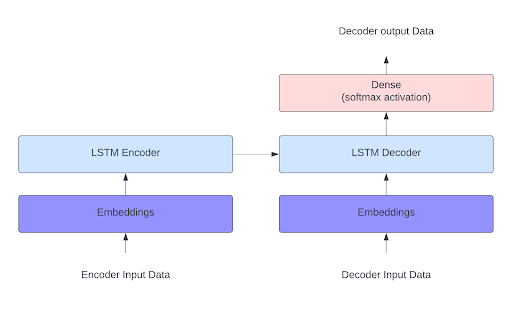 Decoder output Data
Dense
(softmax activation)
LSTM Encoder
LSTM Decoder
Embeddings
Embeddings
Encoder Input Data
Decoder Input Data